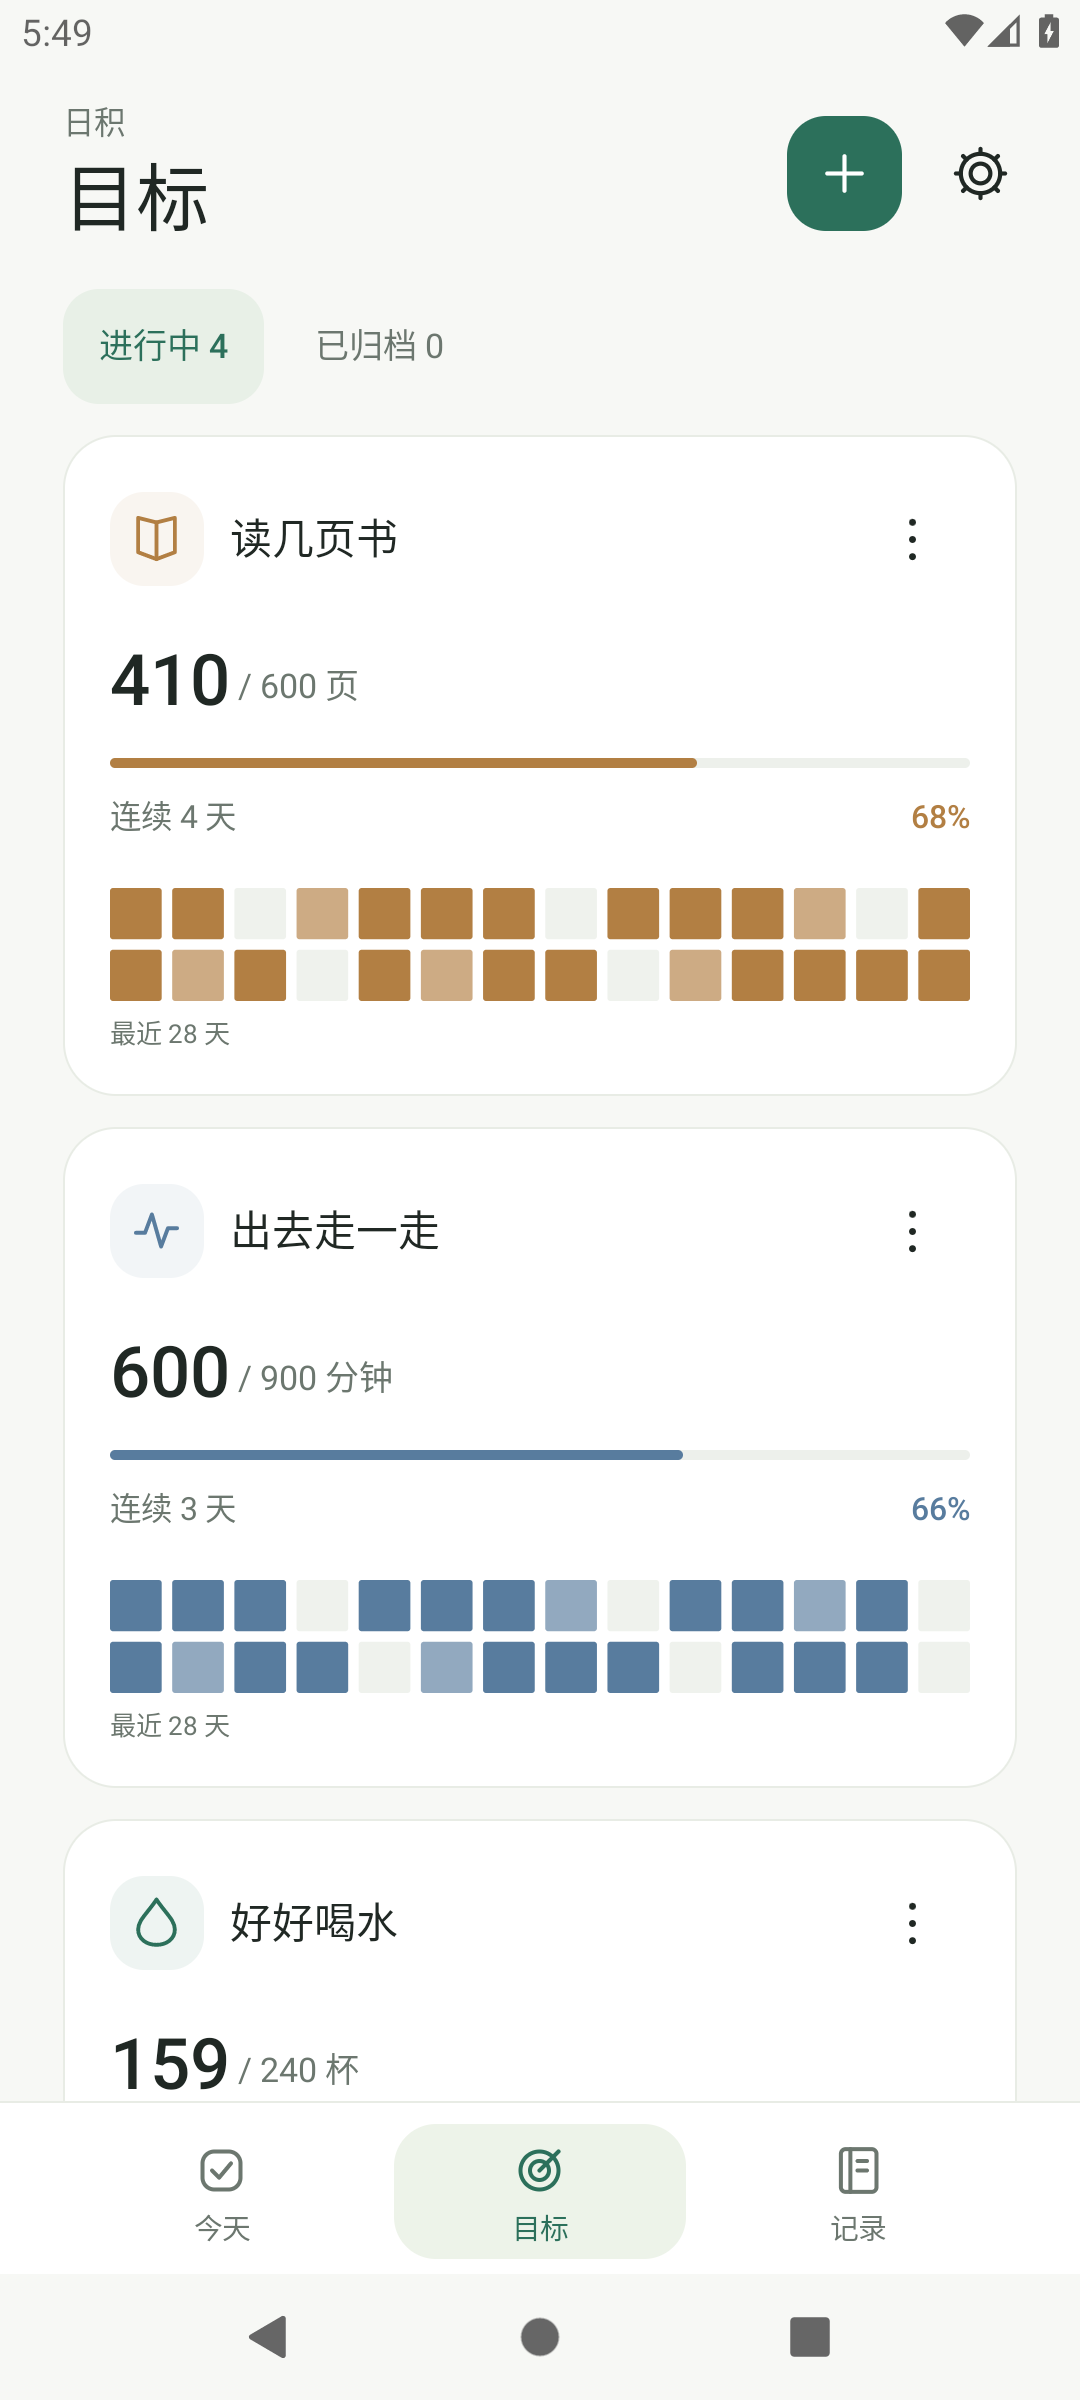 5:49
日积
目标
进行中 4
已归档 0
读几页书
410 / 600 页
连续 4 天
68%
最近 28 天
出去走一走
600 / 900 分钟
连续 3 天
66%
最近 28 天
好好喝水
159 / 240 杯
今天
目标
记录